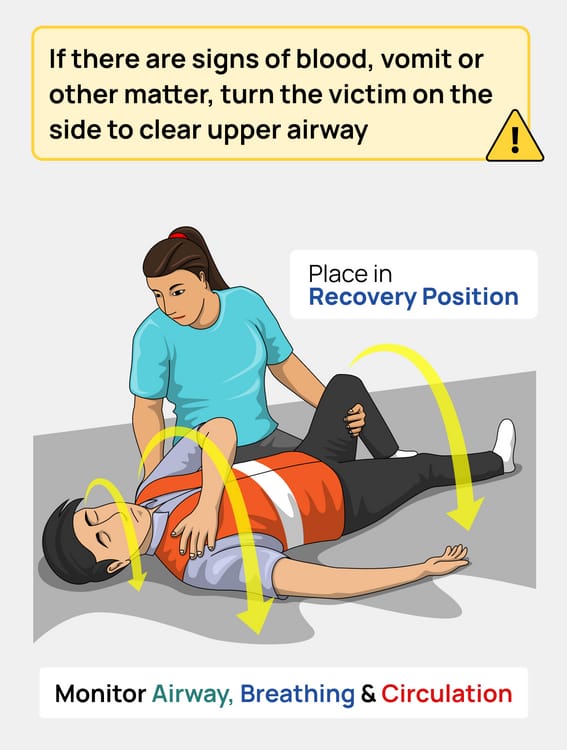 If there are signs of blood, vomit or
other matter, turn the victim on the
side to clear upper airway
!
Place in
Recovery Position
Monitor Airway, Breathing & Circulation